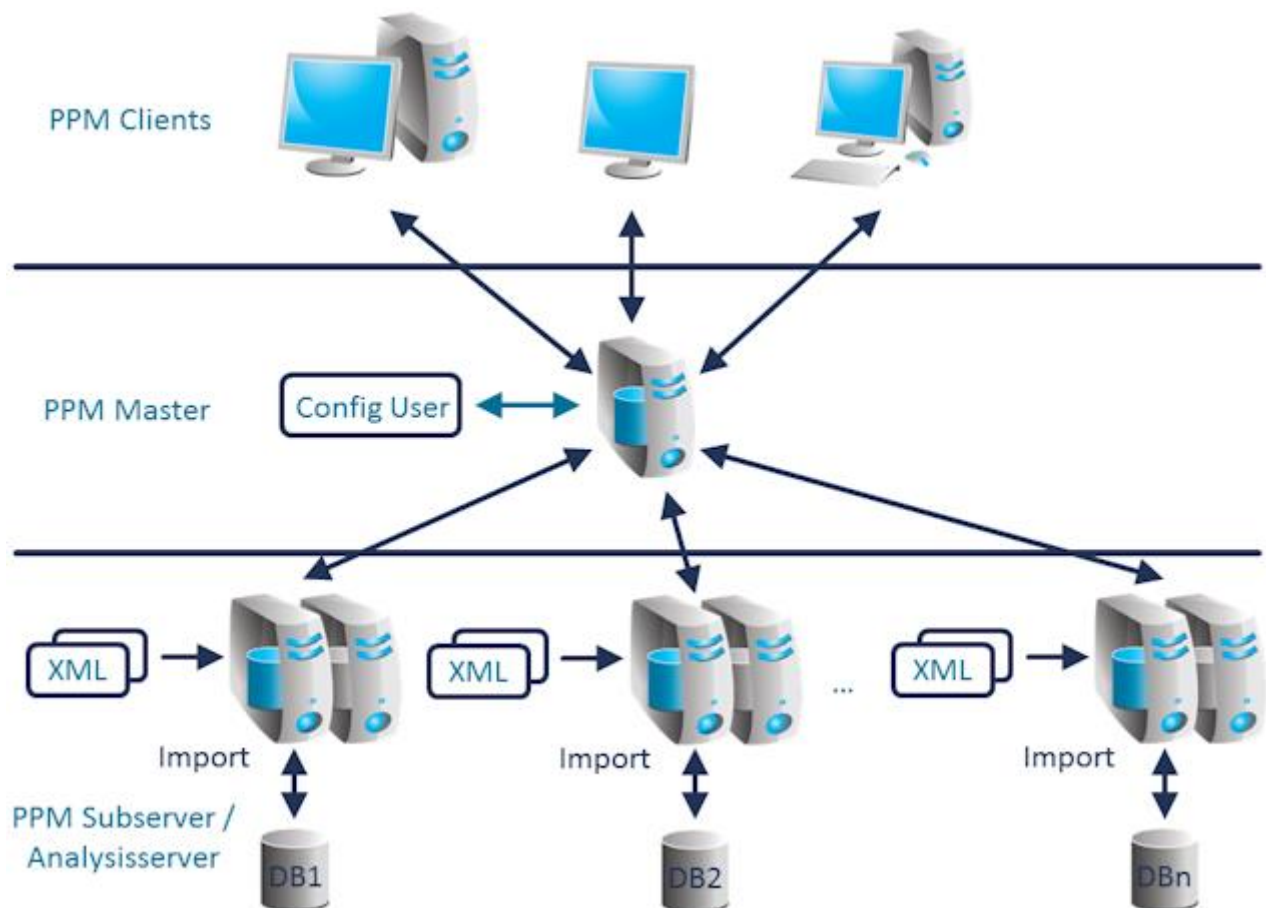 PPM Clients
PPM Master
Config User
XML
XML
...
XML
Import
Import
Import
PPM Subserver /
Analysisserver
DB1
DB2
DBn